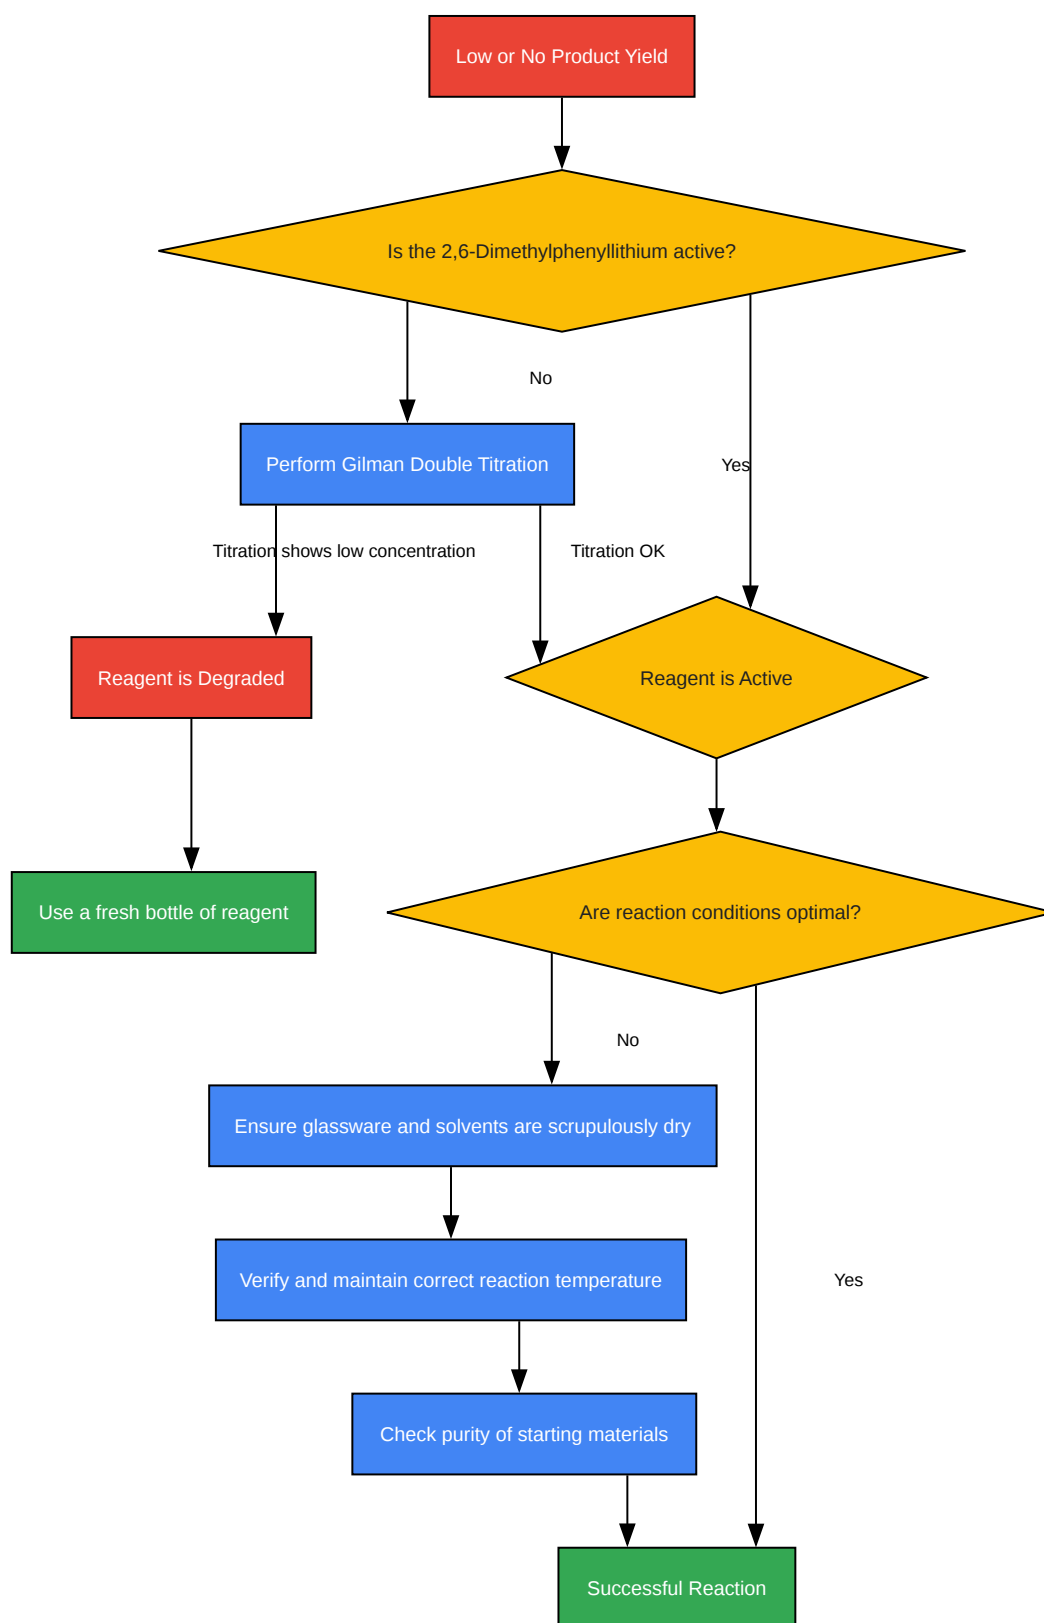 Low or No Product Yield
Is the 2,6-Dimethylphenyllithium active?
No
Perform Gilman Double Titration
Yes
Titration shows low concentration
Titration OK
Reagent is Degraded
Reagent is Active
Use a fresh bottle of reagent
Are reaction conditions optimal?
No
Ensure glassware and solvents are scrupulously dry
Verify and maintain correct reaction temperature
Yes
Check purity of starting materials
Successful Reaction